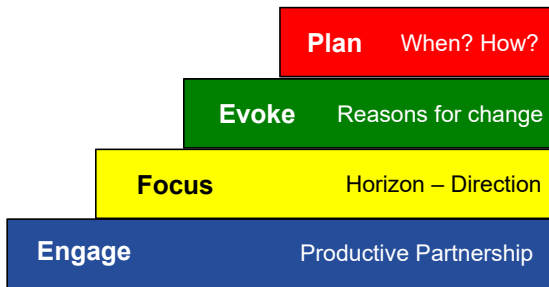 Plan When? How?
Evoke Reasons for change
Focus Horizon – Direction
Engage Productive Partnership